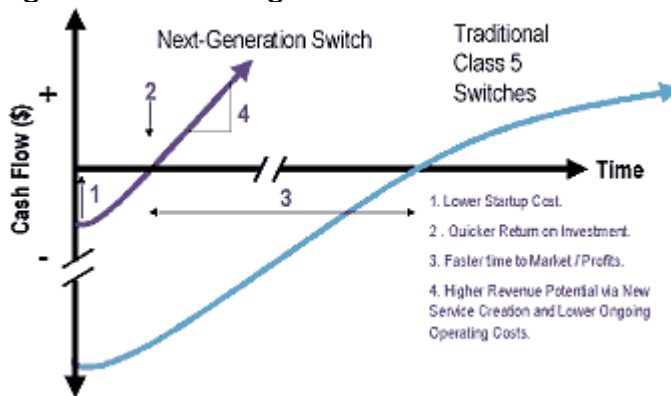 Next-Generation Switch
Traditional
Class 5
Switches
+
2
4
Cash Flow ($)
Time
1
3
-
1. Lower Startup Cost.
2 . Quicker Return on Investment.
3. Faster time to Market / Profits.
4. Higher Revenue Potential via New
Service Creation and Lower Ongoing
Operating Costs.